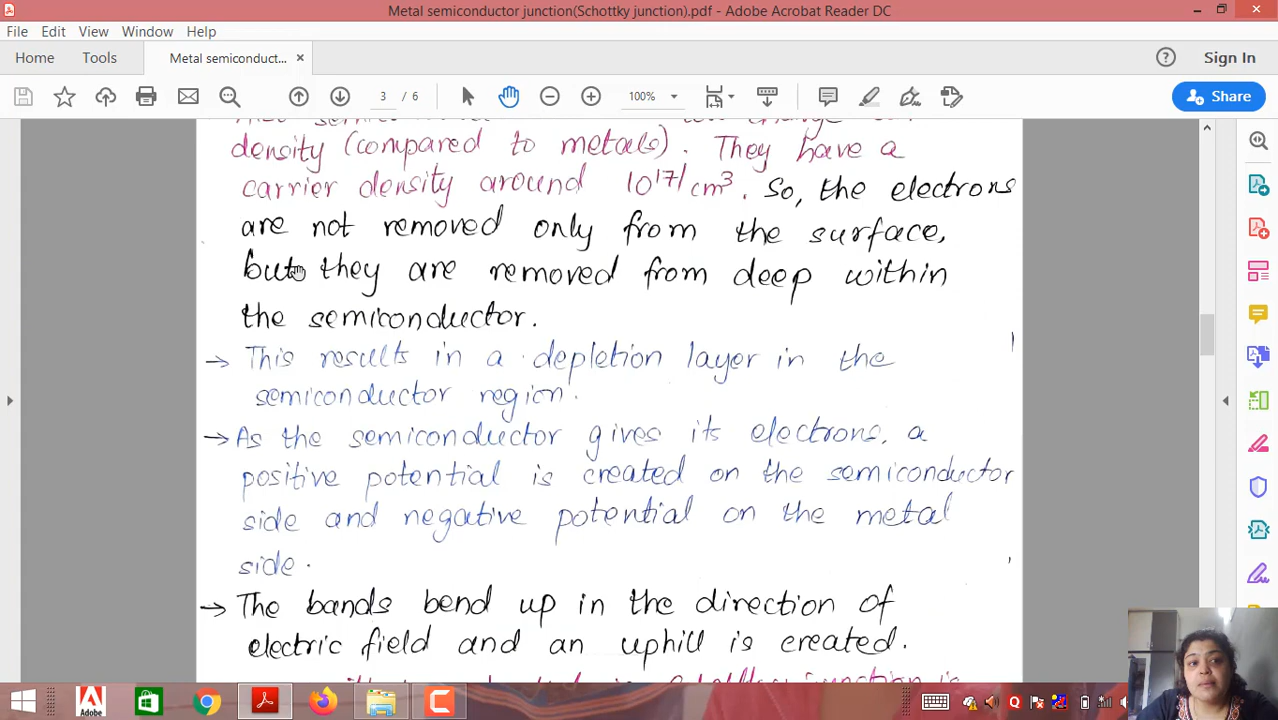 Metal semiconductor junction(Schottky junction).pdf - Adobe Acrobat Reader DC
File Edit View Window Help
Home Tools Metal semiconduct... × Sign In
3 / 6 100% Share
density (compared to metals). They have a
carrier density around 10^17/cm^3. So, the electrons
are not removed only from the surface,
but they are removed from deep within
the semiconductor.
→ This results in a depletion layer in the
semiconductor region.
→ As the semiconductor gives its electrons, a
positive potential is created on the semiconductor
side and negative potential on the metal
side.
→ The bands bend up in the direction of
electric field and an uphill is created.
Adobe